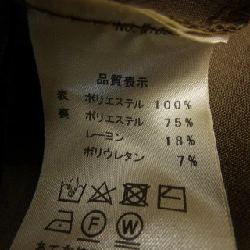 品質表示
表 ポリエステル 100%
裏 ポリエステル 75%
レーヨン 18%
ポリウレタン 7%
F W